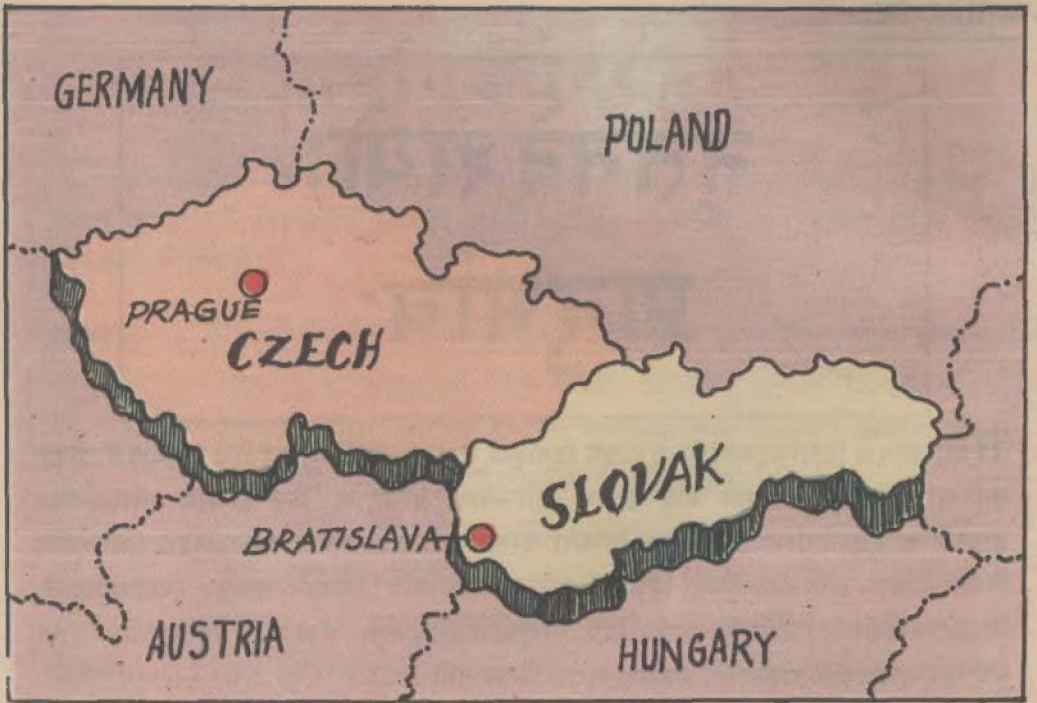 GERMANY
POLAND
PRAGUE
CZECH
SLOVAK
BRATISLAVA
AUSTRIA
HUNGARY